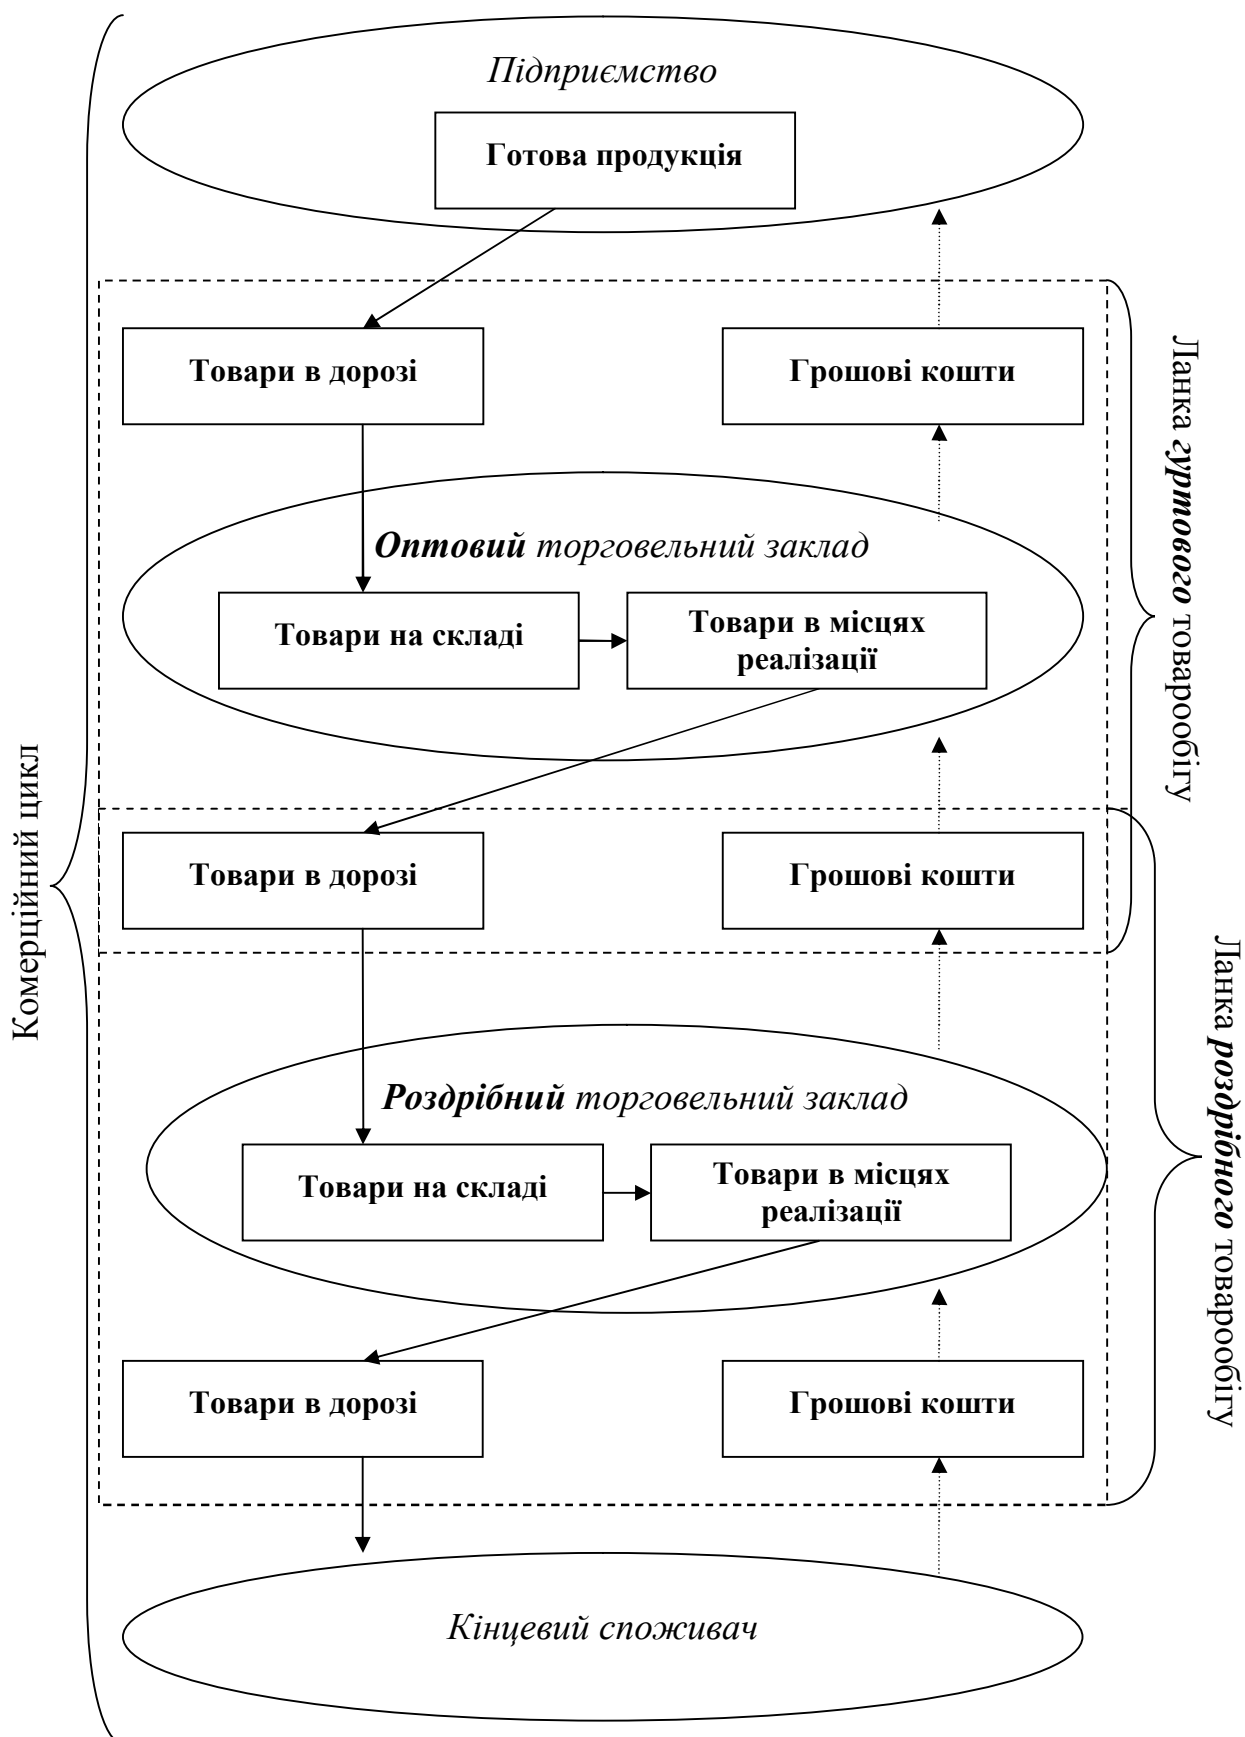 Підприємство
Готова продукція
Товари в дорозі
Грошові кошти
Оптовий торговельний заклад
Товари на складі
Товари в місцях
реалізації
Товари в дорозі
Грошові кошти
Роздрібний торговельний заклад
Товари на складі
Товари в місцях
реалізації
Товари в дорозі
Грошові кошти
Кінцевий споживач
Комерційний цикл
Ланка гуртового товарообігу
Ланка роздрібного товарообігу